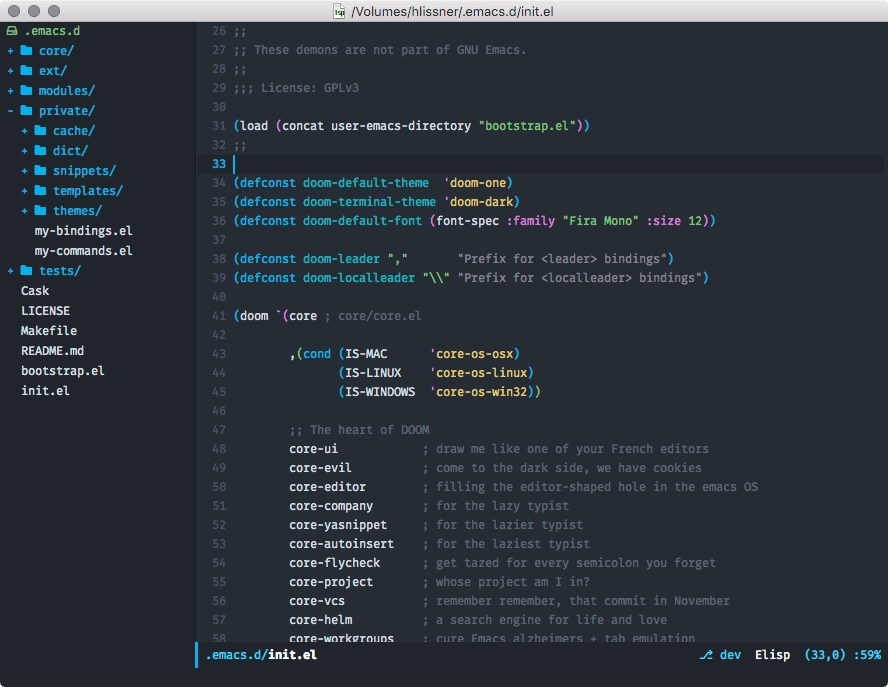 /Volumes/hlissner/.emacs.d/init.el
.emacs.d
+ core/
+ ext/
+ modules/
- private/
+ cache/
+ dict/
+ snippets/
+ templates/
+ themes/
my-bindings.el
my-commands.el
+ tests/
Cask
LICENSE
Makefile
README.md
bootstrap.el
init.el
26 ;;
27 ;; These demons are not part of GNU Emacs.
28 ;;
29 ;;; License: GPLv3
30
31 (load (concat user-emacs-directory "bootstrap.el"))
32 ;;
33
34 (defconst doom-default-theme  'doom-one)
35 (defconst doom-terminal-theme 'doom-dark)
36 (defconst doom-default-font (font-spec :family "Fira Mono" :size 12))
37
38 (defconst doom-leader ","       "Prefix for <leader> bindings")
39 (defconst doom-localleader "\\" "Prefix for <localleader> bindings")
40
41 (doom `(core ; core/core.el
42
43         ,(cond (IS-MAC      'core-os-osx)
44                (IS-LINUX    'core-os-linux)
45                (IS-WINDOWS  'core-os-win32))
46
47         ;; The heart of DOOM
48         core-ui            ; draw me like one of your French editors
49         core-evil          ; come to the dark side, we have cookies
50         core-editor        ; filling the editor-shaped hole in the emacs OS
51         core-company       ; for the lazy typist
52         core-yasnippet     ; for the lazier typist
53         core-autoinsert    ; for the laziest typist
54         core-flycheck      ; get tazed for every semicolon you forget
55         core-project       ; whose project am I in?
56         core-vcs           ; remember remember, that commit in November
57         core-helm          ; a search engine for life and love
58         core-workgroups    ; cure Emacs alzheimers + tab emulation
.emacs.d/init.el dev Elisp (33,0) :59%